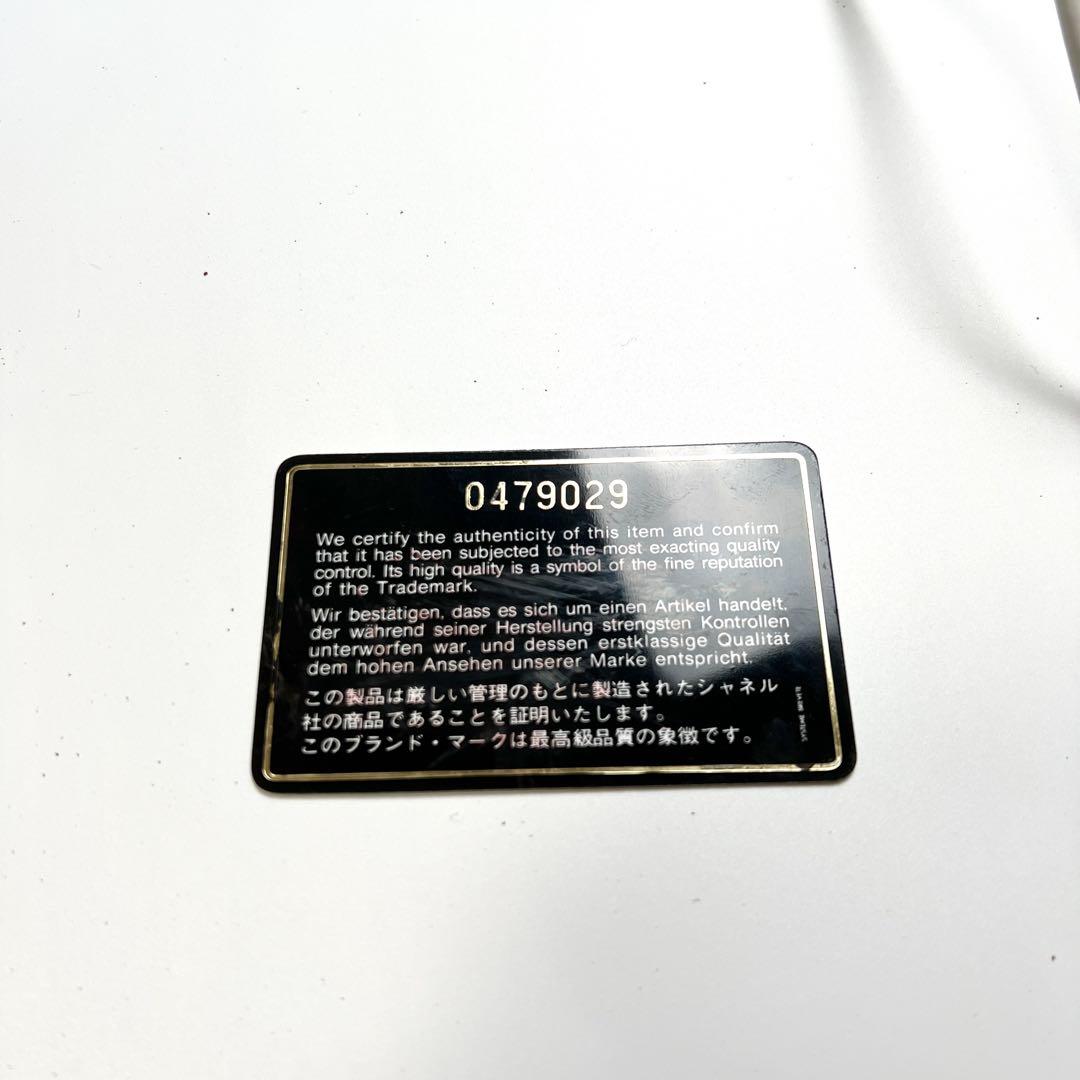 0479029
We certify the authenticity of this item and confirm
that it has been subjected to the most exacting quality
control. Its high quality is a symbol of the fine reputation
of the Trademark.
Wir bestätigen, dass es sich um einen Artikel handelt,
der während seiner Herstellung strengsten Kontrollen
unterworfen war, und dessen erstklassige Qualität
dem hohen Ansehen unserer Marke entspricht.
この製品は厳しい管理のもとに製造されたシャネル
社の商品であることを証明いたします。
このブランド・マークは最高級品質の象徴です。